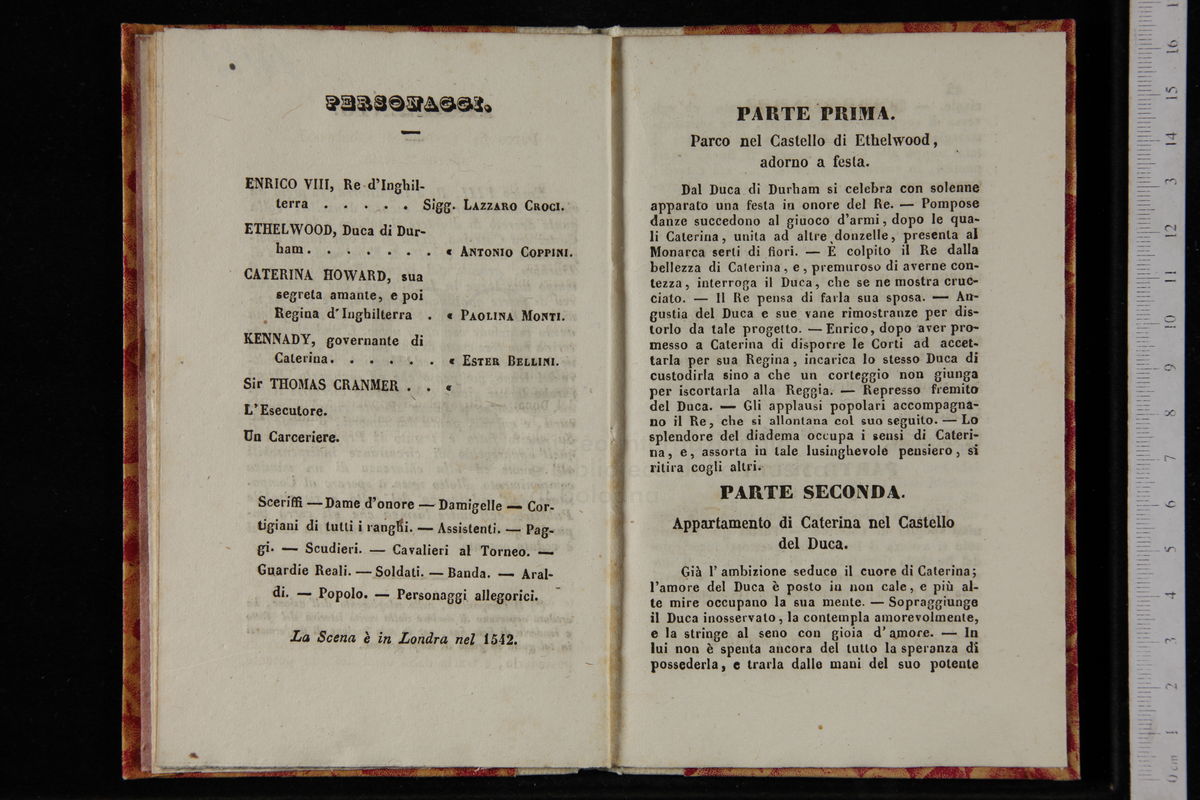 PERSONAGGI.
ENRICO VIII, Re d'Inghil-
terra . . . . . Sigg. LAZZARO CROCI.
ETHELWOOD, Duca di Dur-
ham. . . . . . . « ANTONIO COPPINI.
CATERINA HOWARD, sua
segreta amante, e poi
Regina d'Inghilterra . « PAOLINA MONTI.
KENNADY, governante di
Caterina. . . . . . « ESTER BELLINI.
Sir THOMAS CRANMER . . «
L'Esecutore.
Un Carceriere.
Sceriffi — Dame d'onore — Damigelle — Cor-
tigiani di tutti i ranghi. — Assistenti. — Pag-
gi. — Scudieri. — Cavalieri al Torneo. —
Guardie Reali. — Soldati. — Banda. — Aral-
di. — Popolo. — Personaggi allegorici.
La Scena è in Londra nel 1542.
PARTE PRIMA.
Parco nel Castello di Ethelwood,
adorno a festa.
Dal Duca di Durham si celebra con solenne
apparato una festa in onore del Re. — Pompose
danze succedono al giuoco d'armi, dopo le qua-
li Caterina, unita ad altre donzelle, presenta al
Monarca serti di fiori. — È colpito il Re dalla
bellezza di Caterina, e, premuroso di averne con-
tezza, interroga il Duca, che se ne mostra cruc-
ciato. — Il Re pensa di farla sua sposa. — An-
gustia del Duca e sue vane rimostranze per dis-
torlo da tale progetto. — Enrico, dopo aver pro-
messo a Caterina di disporre le Corti ad accet-
tarla per sua Regina, incarica lo stesso Duca di
custodirla sino a che un corteggio non giunga
per iscortarla alla Reggia. — Represso fremito
del Duca. — Gli applausi popolari accompagna-
no il Re, che si allontana col suo seguito. — Lo
splendore del diadema occupa i sensi di Cateri-
na, e, assorta in tale lusinghevole pensiero, si
ritira cogli altri.
PARTE SECONDA.
Appartamento di Caterina nel Castello
del Duca.
Già l'ambizione seduce il cuore di Caterina;
l'amore del Duca è posto in non cale, e più al-
te mire occupano la sua mente. — Sopraggiunge
il Duca inosservato, la contempla amorevolmente,
e la stringe al seno con gioia d'amore. — In
lui non è spenta ancora del tutto la speranza di
possederla, e trarla dalle mani del suo potente